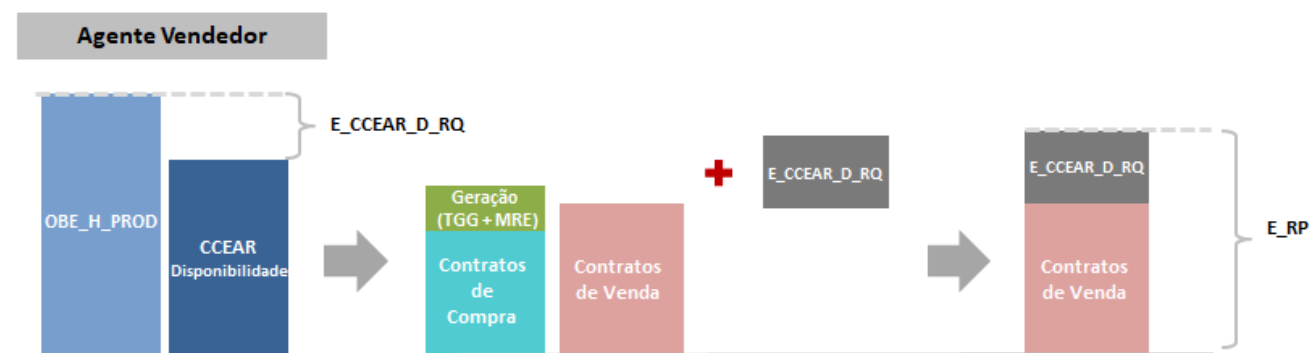 Agente Vendedor
E_CCEAR_D_RQ
OBE_H_PROD
CCEAR
Disponibilidade
Geração
(TGG + MRE)
Contratos
de
Compra
Contratos
de Venda
E_CCEAR_D_RQ
E_CCEAR_D_RQ
Contratos
de Venda
E_RP